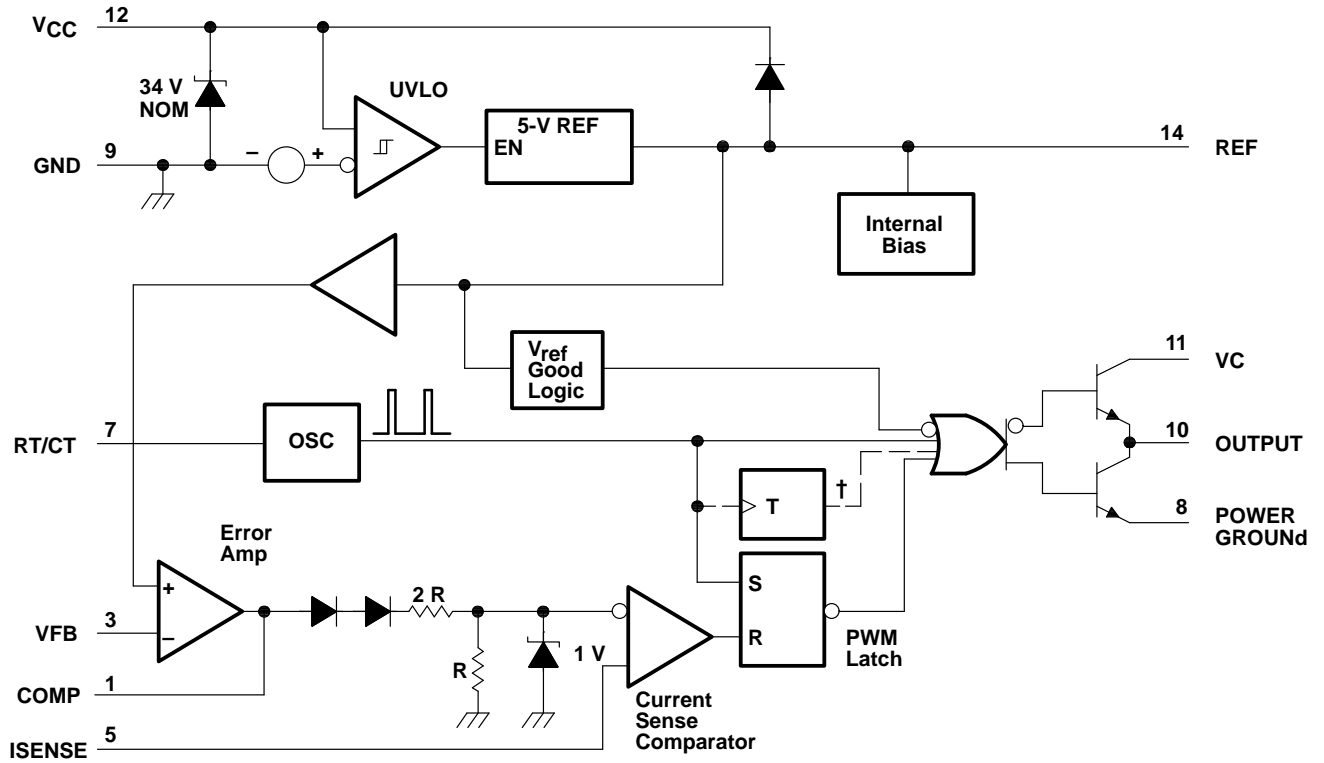 VCC
12
34 V
NOM
UVLO
5-V REF
EN
14
REF
9
GND
–
+
Internal
Bias
Vref
Good
Logic
11
VC
RT/CT
7
OSC
10
OUTPUT
T
†
8
POWER
GROUNd
Error
Amp
+
–
2 R
S
R
VFB
3
R
1 V
PWM
Latch
COMP
1
Current
Sense
Comparator
ISENSE
5